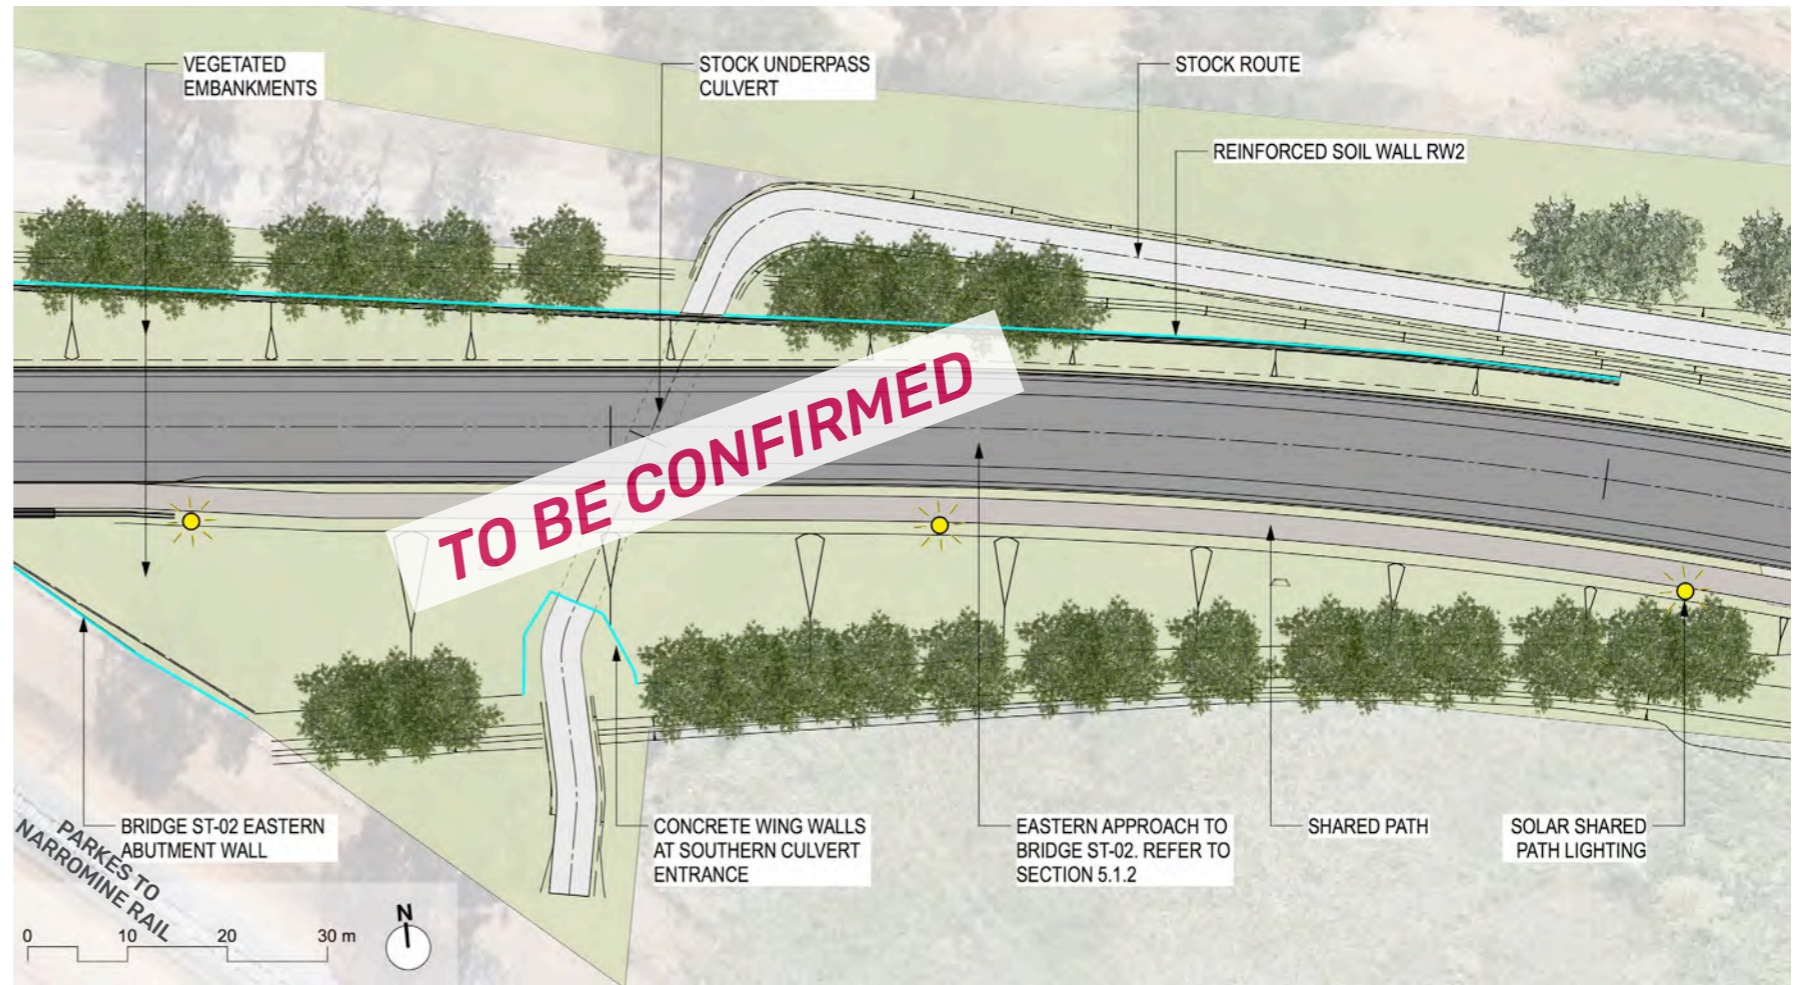 VEGETATED
EMBANKMENTS
STOCK UNDERPASS
CULVERT
STOCK ROUTE
REINFORCED SOIL WALL RW2
TO BE CONFIRMED
BRIDGE ST-02 EASTERN
ABUTMENT WALL
CONCRETE WING WALLS
AT SOUTHERN CULVERT
ENTRANCE
EASTERN APPROACH TO
BRIDGE ST-02. REFER TO
SECTION 5.1.2
SHARED PATH
SOLAR SHARED
PATH LIGHTING
PARKES TO
NARROMINE RAIL
0 10 20 30 m
N